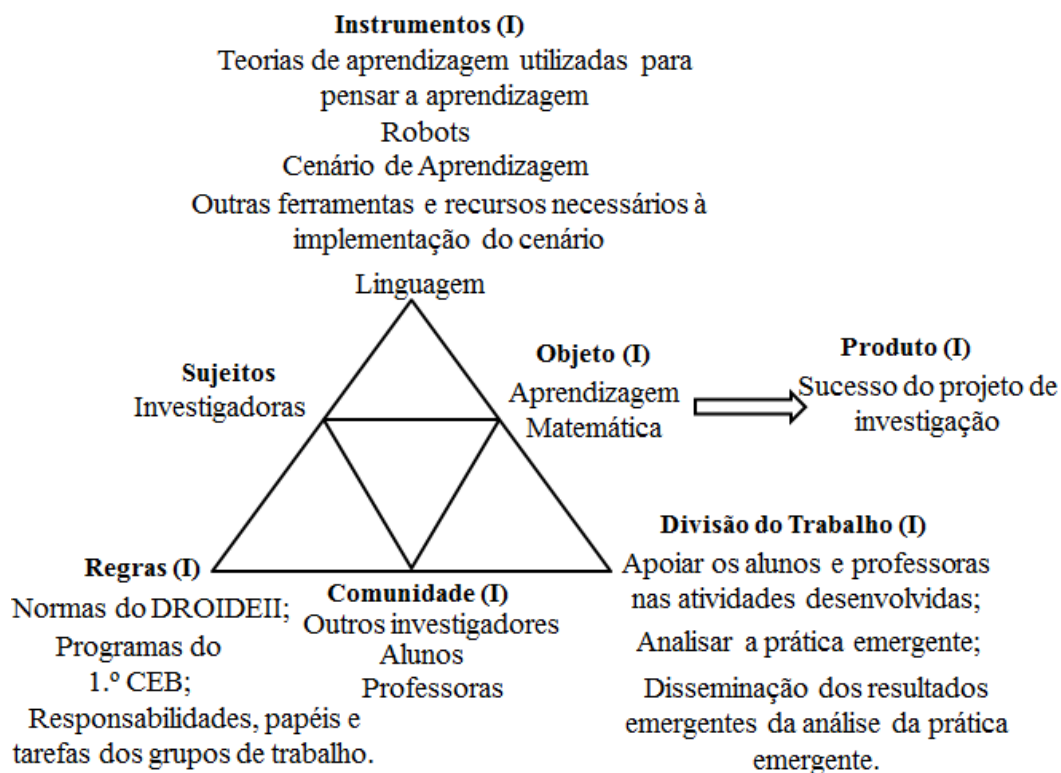 Instrumentos (I)
Teorias de aprendizagem utilizadas para
pensar a aprendizagem
Robots
Cenário de Aprendizagem
Outras ferramentas e recursos necessários à
implementação do cenário
Linguagem
Sujeitos
Investigadoras
Objeto (I)
Aprendizagem
Matemática
Produto (I)
Sucesso do projeto de
investigação
Regras (I)
Normas do DROIDEII;
Programas do
1.º CEB;
Responsabilidades, papéis e
tarefas dos grupos de trabalho.
Comunidade (I)
Outros investigadores
Alunos
Professoras
Divisão do Trabalho (I)
Apoiar os alunos e professoras
nas atividades desenvolvidas;
Analisar a prática emergente;
Disseminação dos resultados
emergentes da análise da prática
emergente.